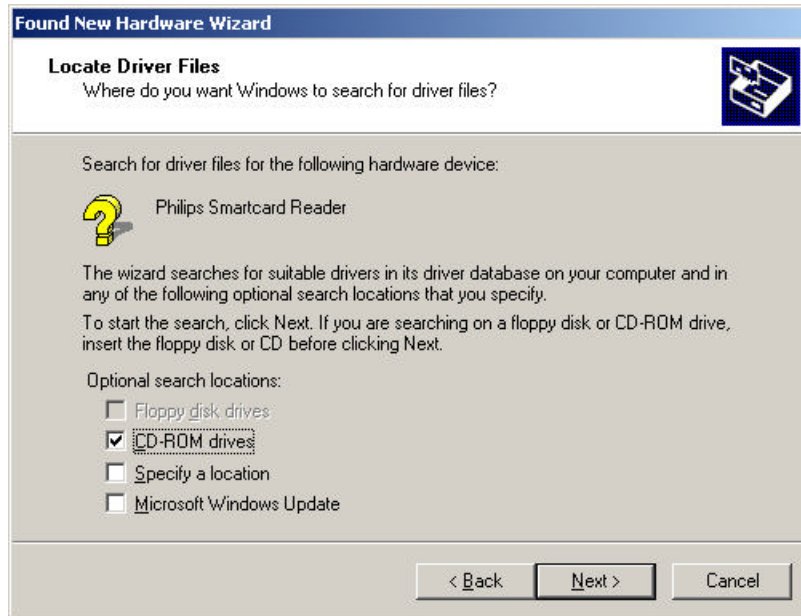 Found New Hardware Wizard
Locate Driver Files
Where do you want Windows to search for driver files?
Search for driver files for the following hardware device:
Philips Smartcard Reader
The wizard searches for suitable drivers in its driver database on your computer and in
any of the following optional search locations that you specify.
To start the search, click Next. If you are searching on a floppy disk or CD-ROM drive,
insert the floppy disk or CD before clicking Next.
Optional search locations:
Floppy disk drives
CD-ROM drives
Specify a location
Microsoft Windows Update
< Back Next > Cancel